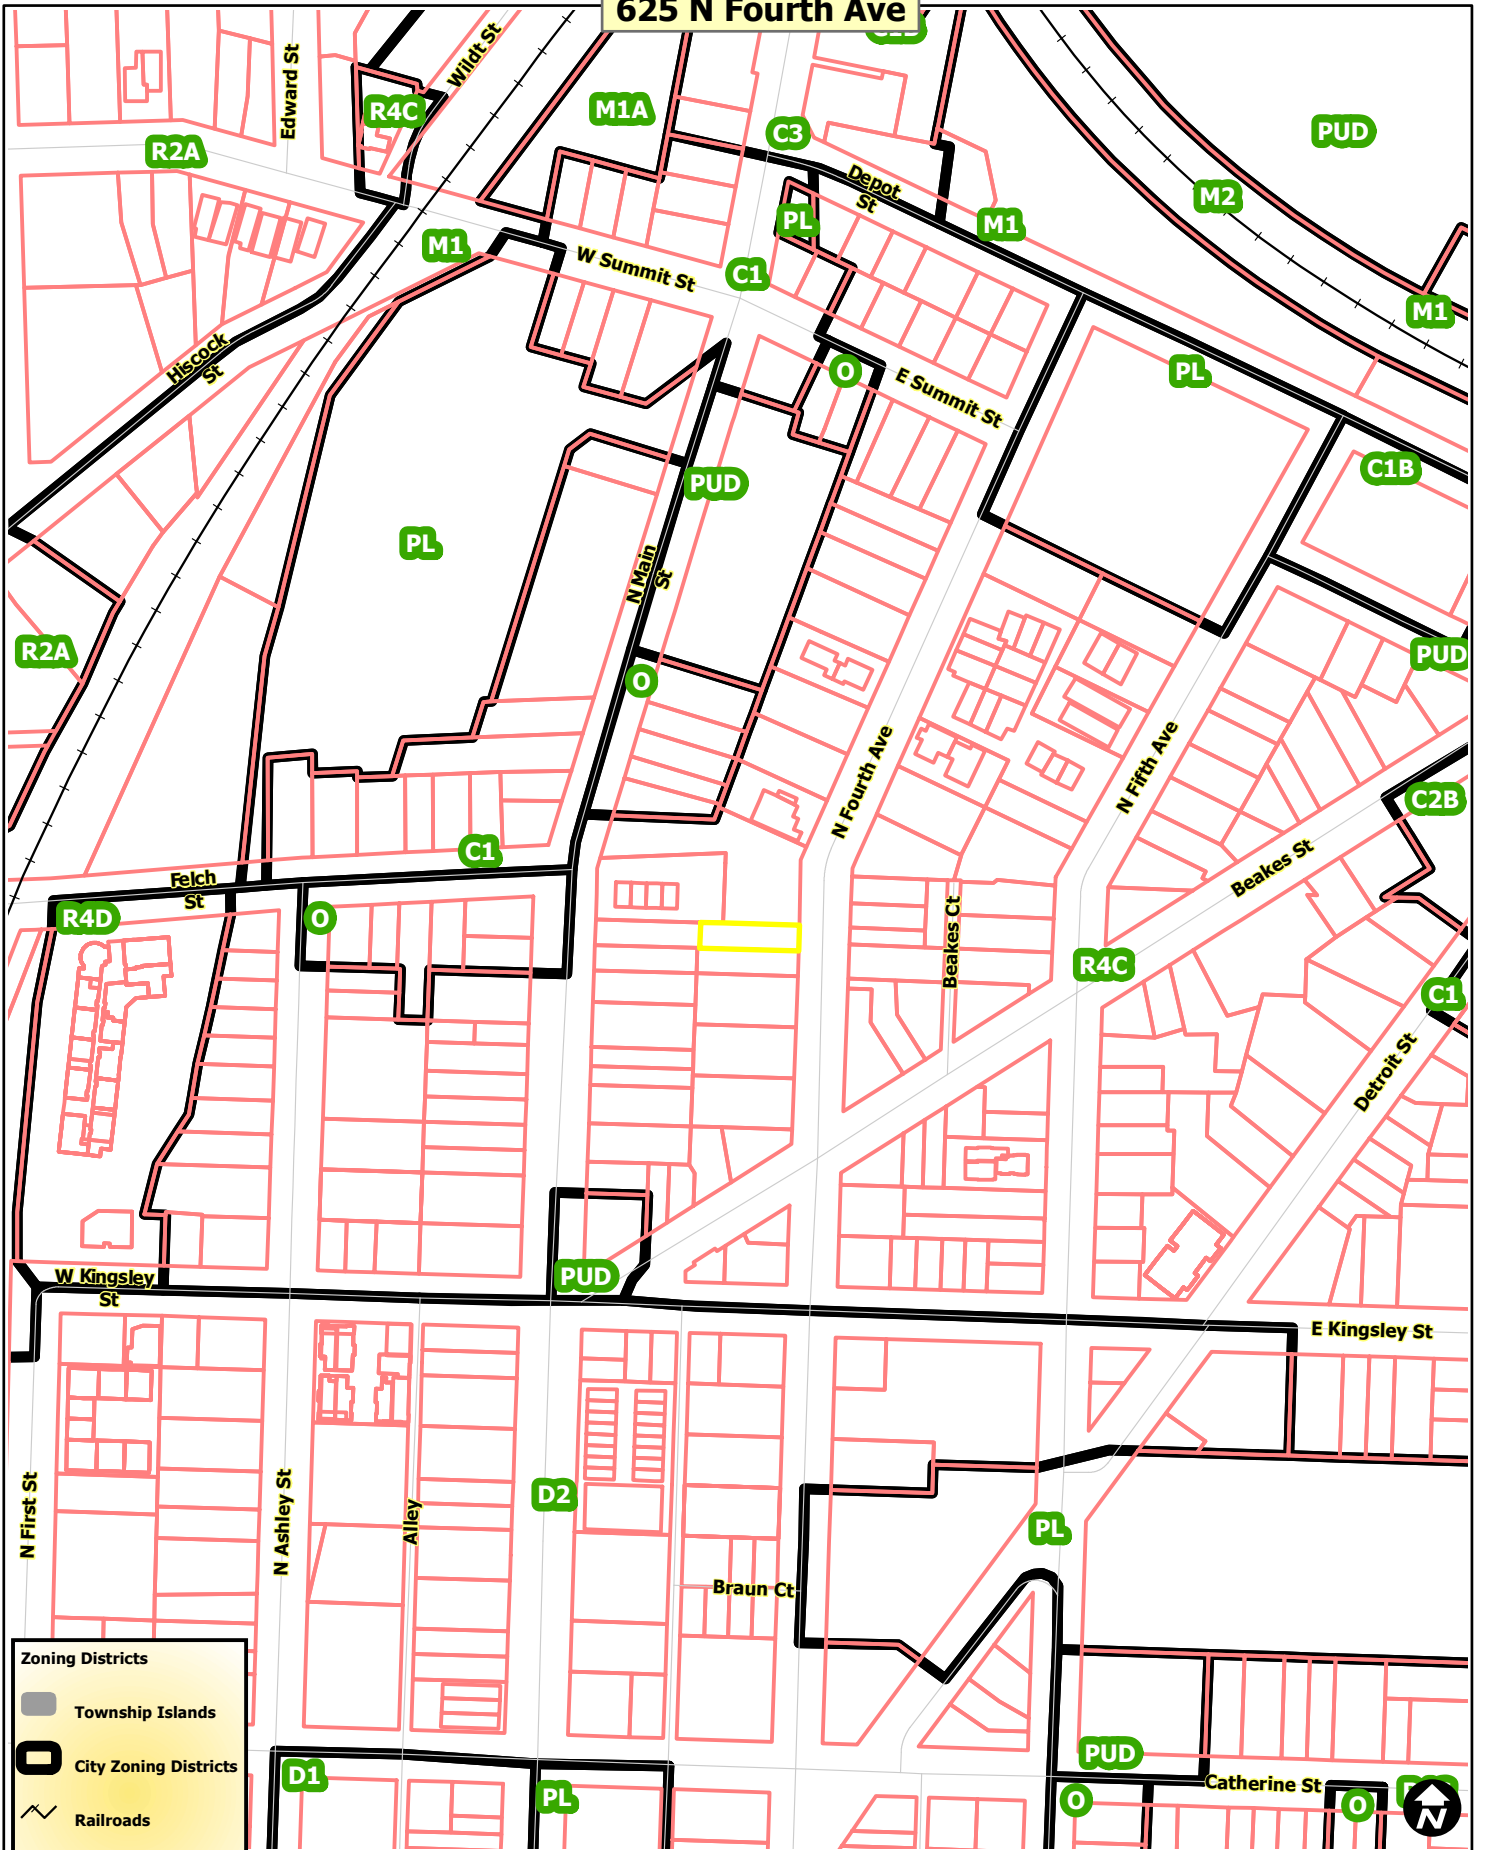 625 N Fourth Ave
Edward St
Wildt St
R4C
M1A
C3
PUD
R2A
Depot
St
M2
PL
M1
M1
W Summit St
C1
M1
Hiscock
St
O
E Summit St
PL
C1B
PUD
PL
N Main
St
R2A
O
PUD
N Fourth Ave
N Fifth Ave
C2B
C1
Beakes St
Felch
St
R4D
O
Beakes Ct
R4C
C1
Detroit St
W Kingsley
St
PUD
E Kingsley St
N First St
N Ashley St
Alley
D2
PL
Braun Ct
Zoning Districts
Township Islands
City Zoning Districts
Railroads
D1
PL
PUD
Catherine St
O
O
N